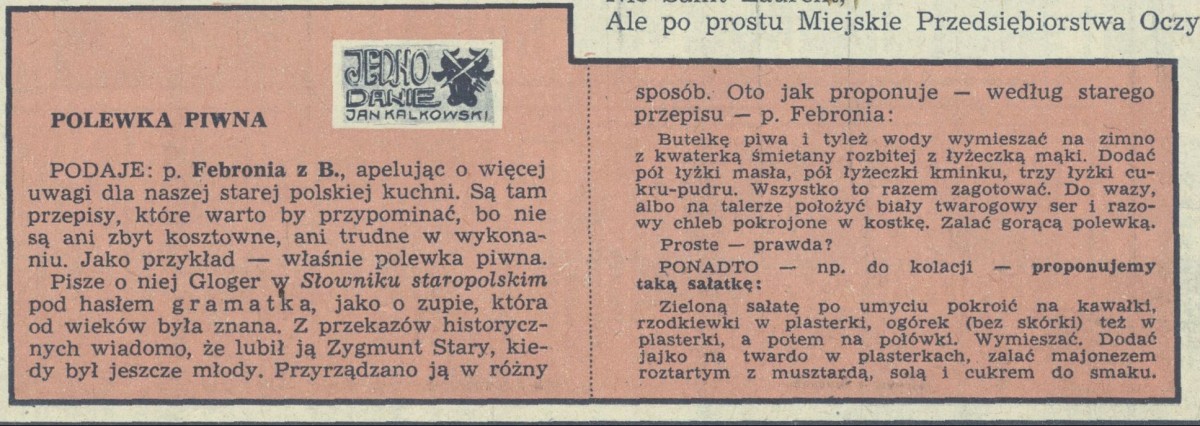 Ale po prostu Miejskie Przedsiębiorstwa Oczy
JEDNO
DANIE
JAN KALKOWSKI
POLEWKA PIWNA
PODAJE: p. Febronia z B., apelując o więcej
uwagi dla naszej starej polskiej kuchni. Są tam
przepisy, które warto by przypominać, bo nie
są ani zbyt kosztowne, ani trudne w wykona-
niu. Jako przykład — właśnie polewka piwna.
Pisze o niej Gloger w Słowniku staropolskim
pod hasłem gramatka, jako o zupie, która
od wieków była znana. Z przekazów historycz-
nych wiadomo, że lubił ją Zygmunt Stary, kie-
dy był jeszcze młody. Przyrządzano ją w różny
sposób. Oto jak proponuje — według starego
przepisu — p. Febronia:
Butelkę piwa i tyleż wody wymieszać na zimno
z kwaterką śmietany rozbitej z łyżeczką mąki. Dodać
pół łyżki masła, pół łyżeczki kminku, trzy łyżki cu-
kru-pudru. Wszystko to razem zagotować. Do wazy,
albo na talerze położyć biały twarogowy ser i razo-
wy chleb pokrojone w kostkę. Zalać gorącą polewką.
Proste — prawda?
PONADTO — np. do kolacji — proponujemy
taką sałatkę:
Zieloną sałatę po umyciu pokroić na kawałki,
rzodkiewki w plasterki, ogórek (bez skórki) też w
plasterki, a potem na połówki. Wymieszać. Dodać
jajko na twardo w plasterkach, zalać majonezem
roztartym z musztardą, solą i cukrem do smaku.